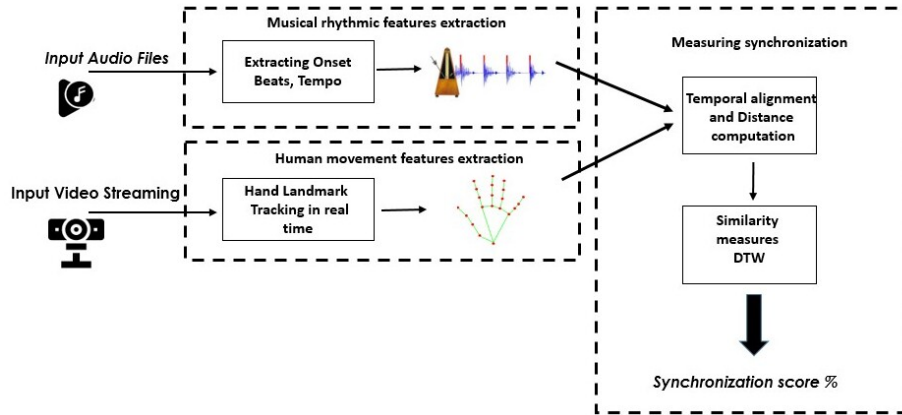 Musical rhythmic features extraction
Input Audio Files
Extracting Onset
Beats, Tempo
Human movement features extraction
Input Video Streaming
Hand Landmark
Tracking in real
time
Measuring synchronization
Temporal alignment
and Distance
computation
Similarity
measures
DTW
Synchronization score %